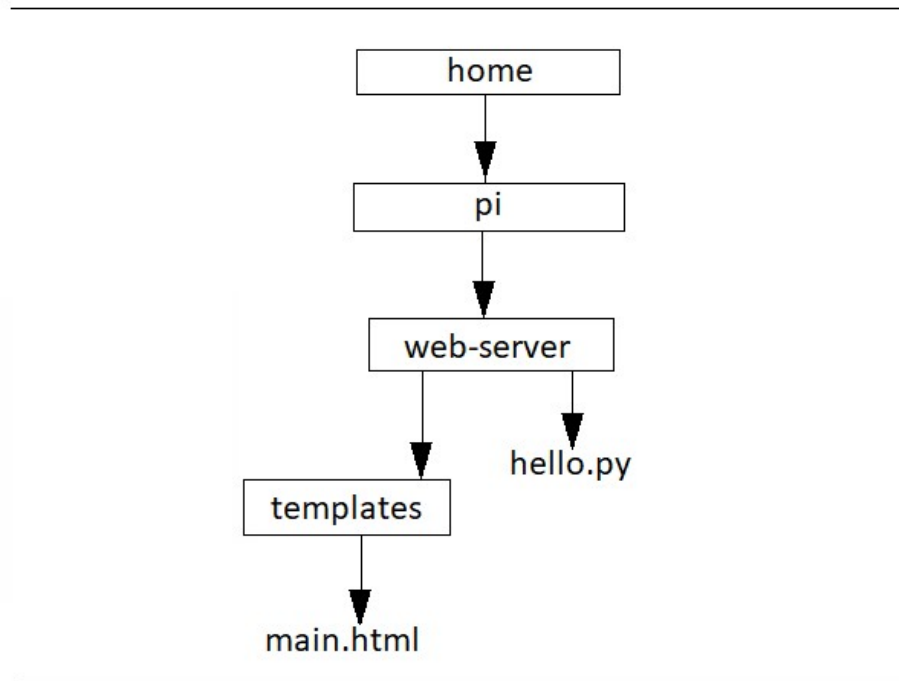 home
pi
web-server
hello.py
templates
main.html